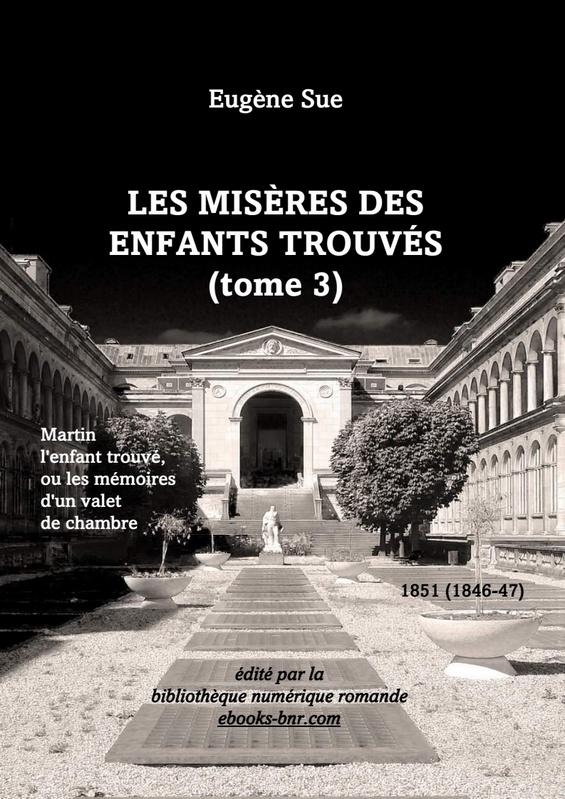 Eugène Sue
LES MISÈRES DES
ENFANTS TROUVÉS
(tome 3)
Martin
l'enfant trouvé,
ou les mémoires
d'un valet
de chambre
1851 (1846-47)
édité par la
bibliothèque numérique romande
ebooks-bnr.com